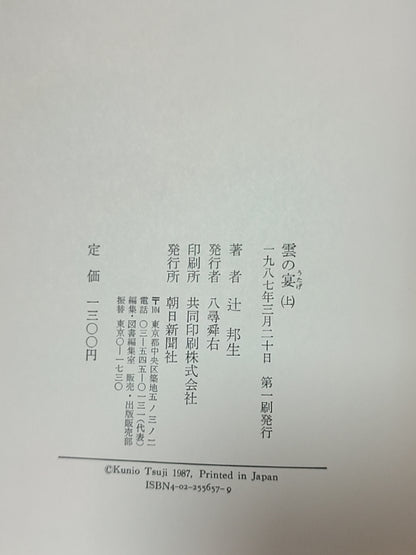 雲の宴(上)
うたげ
一九八七年三月二十日　第一刷発行
著者　辻　邦生
発行者　八尋舜右
印刷所　共同印刷株式会社
発行所　朝日新聞社
〒104 東京都中央区築地五ノ三ノ二
電話　〇三―五四五―〇一三一(代表)
編集・図書編集室　販売・出版販売部
振替　東京〇―一七三〇
定価　一三〇〇円
©Kunio Tsuji 1987, Printed in Japan
ISBN4-02-255657-9